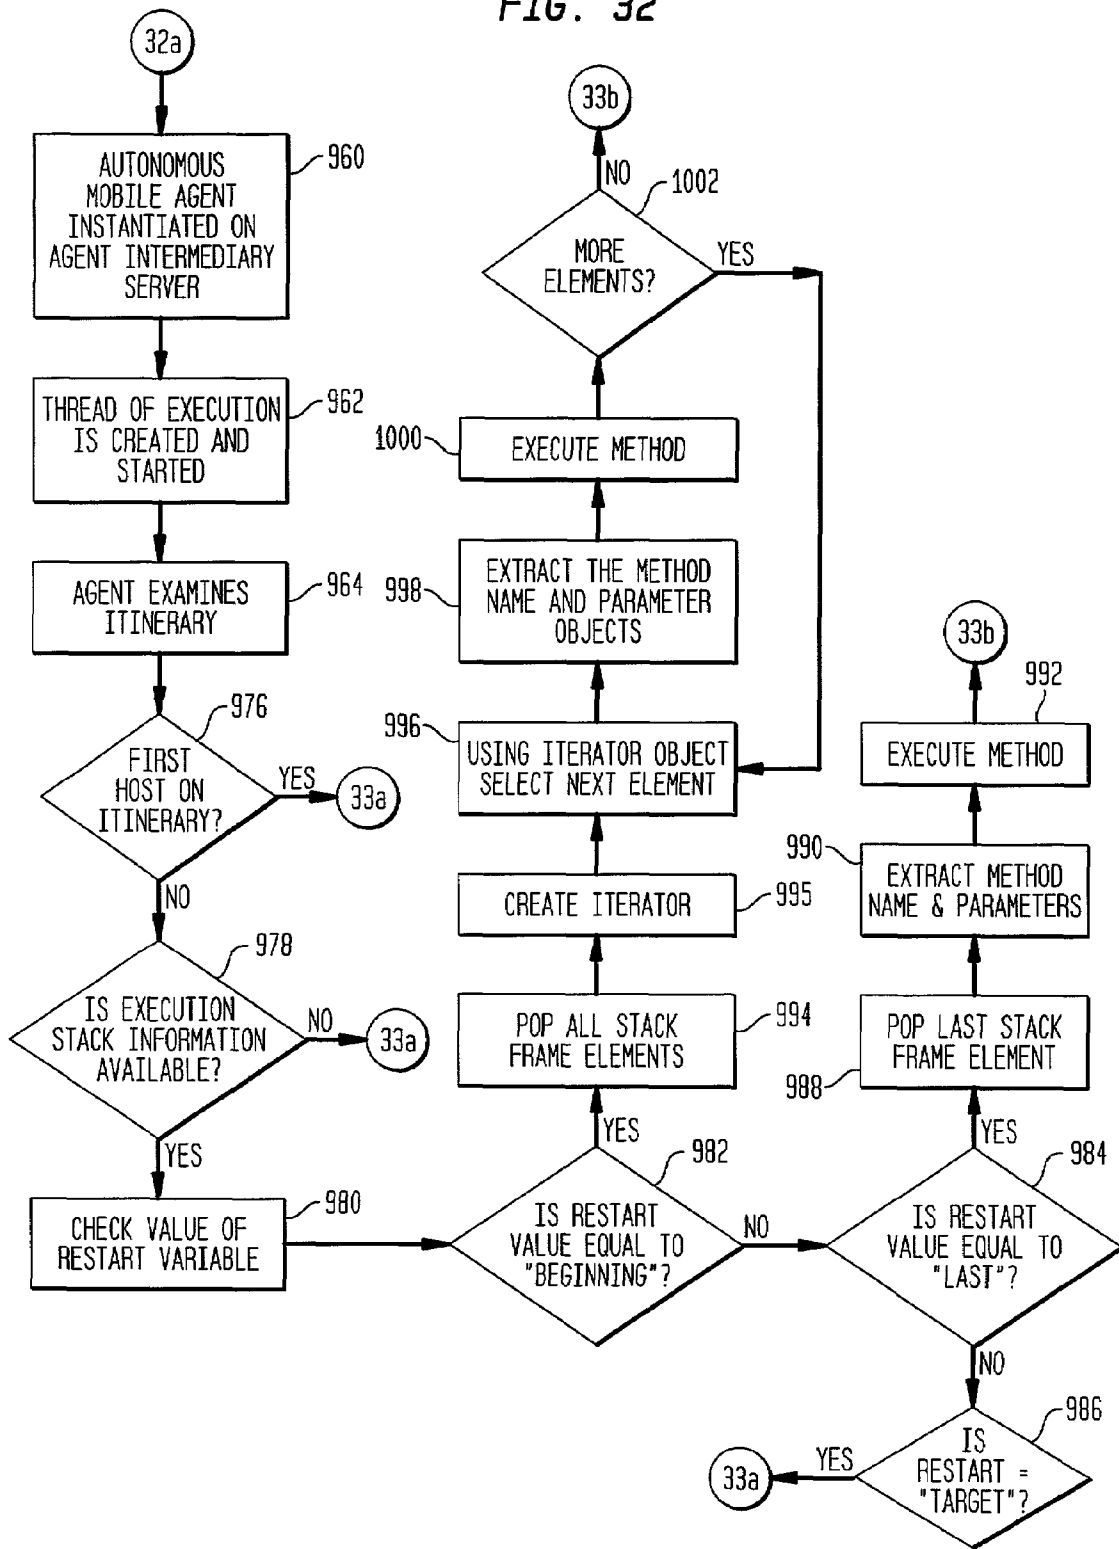 FIG. 32
32a
AUTONOMOUS
MOBILE AGENT
INSTANTIATED ON
AGENT INTERMEDIARY
SERVER
960
THREAD OF EXECUTION
IS CREATED AND
STARTED
962
AGENT EXAMINES
ITINERARY
964
FIRST
HOST ON
ITINERARY?
976
YES
33a
NO
IS EXECUTION
STACK INFORMATION
AVAILABLE?
978
NO
33a
YES
CHECK VALUE OF
RESTART VARIABLE
980
33b
NO
MORE
ELEMENTS?
1002
YES
1000
EXECUTE METHOD
998
EXTRACT THE METHOD
NAME AND PARAMETER
OBJECTS
996
USING ITERATOR OBJECT
SELECT NEXT ELEMENT
CREATE ITERATOR
995
POP ALL STACK
FRAME ELEMENTS
994
YES
IS RESTART
VALUE EQUAL TO
"BEGINNING"?
982
NO
33b
992
EXECUTE METHOD
990
EXTRACT METHOD
NAME & PARAMETERS
POP LAST STACK
FRAME ELEMENT
988
YES
IS RESTART
VALUE EQUAL TO
"LAST"?
984
NO
IS
RESTART =
"TARGET"?
986
YES
33a